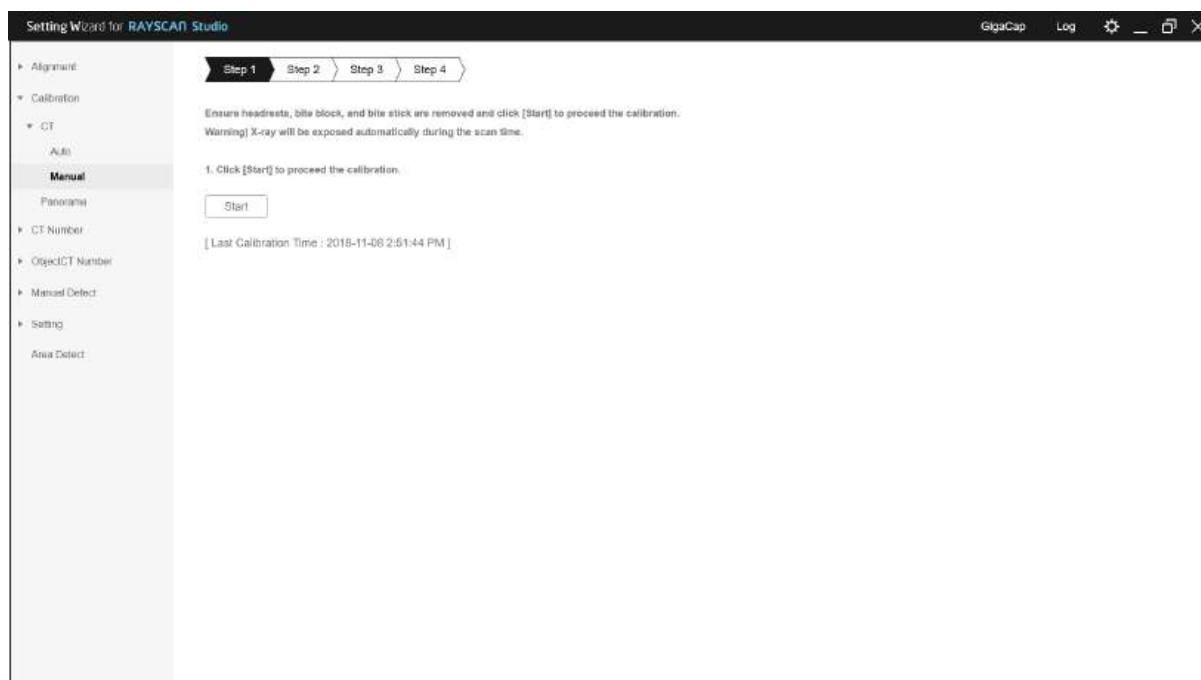 Setting Wizard for RAYSCAN Studio
GigaCap Log
Alignment
Calibration
CT
Auto
Manual
Panorama
CT Number
ObjectCT Number
Manual Defect
Setting
Area Detect
Step 1 Step 2 Step 3 Step 4
Ensure headrests, bite block, and bite stick are removed and click [Start] to proceed the calibration.
Warning) X-ray will be exposed automatically during the scan time.
1. Click [Start] to proceed the calibration.
Start
[ Last Calibration Time : 2018-11-08 2:51:44 PM ]